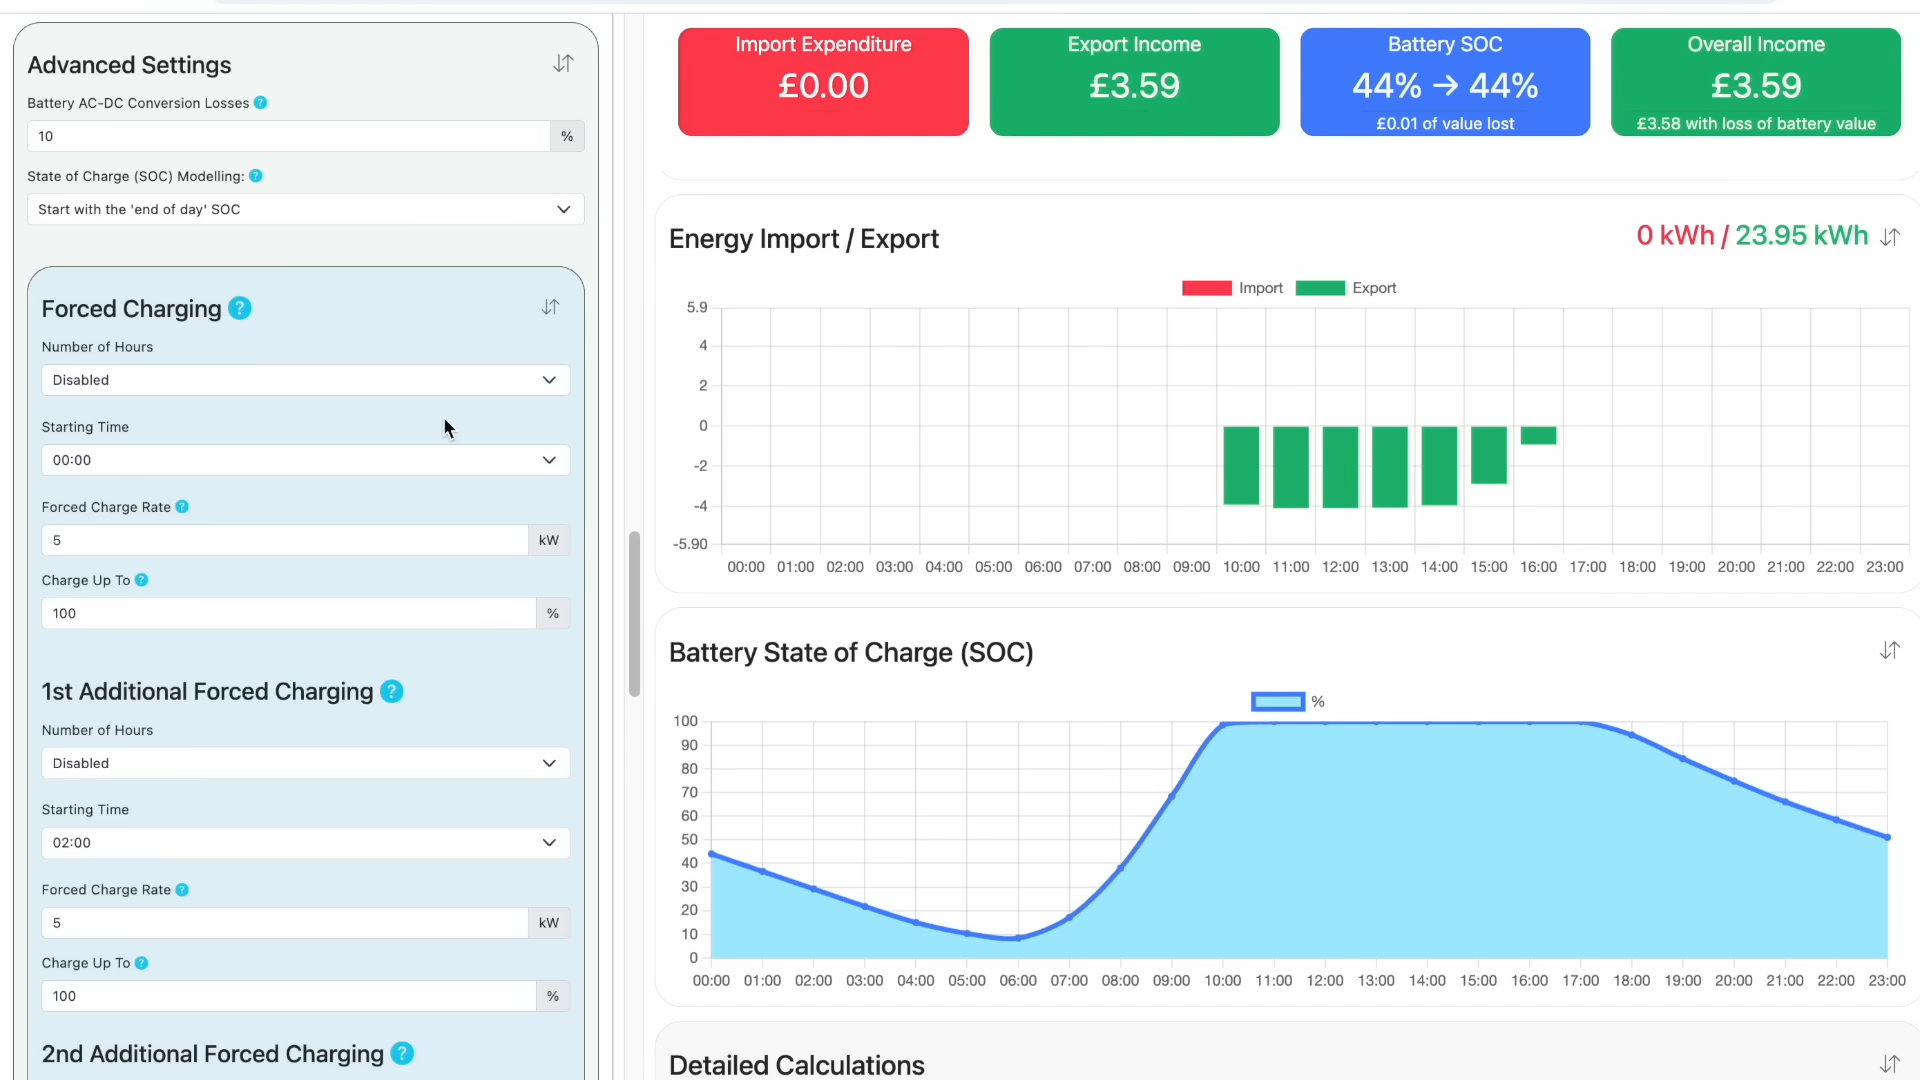 Advanced Settings
Battery AC-DC Conversion Losses ?
10 %
State of Charge (SOC) Modelling: ?
Start with the 'end of day' SOC
Forced Charging ?
Number of Hours
Disabled
Starting Time
00:00
Forced Charge Rate ?
5 kW
Charge Up To ?
100 %
1st Additional Forced Charging ?
Number of Hours
Disabled
Starting Time
02:00
Forced Charge Rate ?
5 kW
Charge Up To ?
100 %
2nd Additional Forced Charging ?
Import Expenditure
£0.00
Export Income
£3.59
Battery SOC
44% → 44%
£0.01 of value lost
Overall Income
£3.59
£3.58 with loss of battery value
Energy Import / Export
0 kWh / 23.95 kWh
Import Export
5.9
4
2
0
-2
-4
-5.90
00:00 01:00 02:00 03:00 04:00 05:00 06:00 07:00 08:00 09:00 10:00 11:00 12:00 13:00 14:00 15:00 16:00 17:00 18:00 19:00 20:00 21:00 22:00 23:00
Battery State of Charge (SOC)
%
100
90
80
70
60
50
40
30
20
10
0
00:00 01:00 02:00 03:00 04:00 05:00 06:00 07:00 08:00 09:00 10:00 11:00 12:00 13:00 14:00 15:00 16:00 17:00 18:00 19:00 20:00 21:00 22:00 23:00
Detailed Calculations